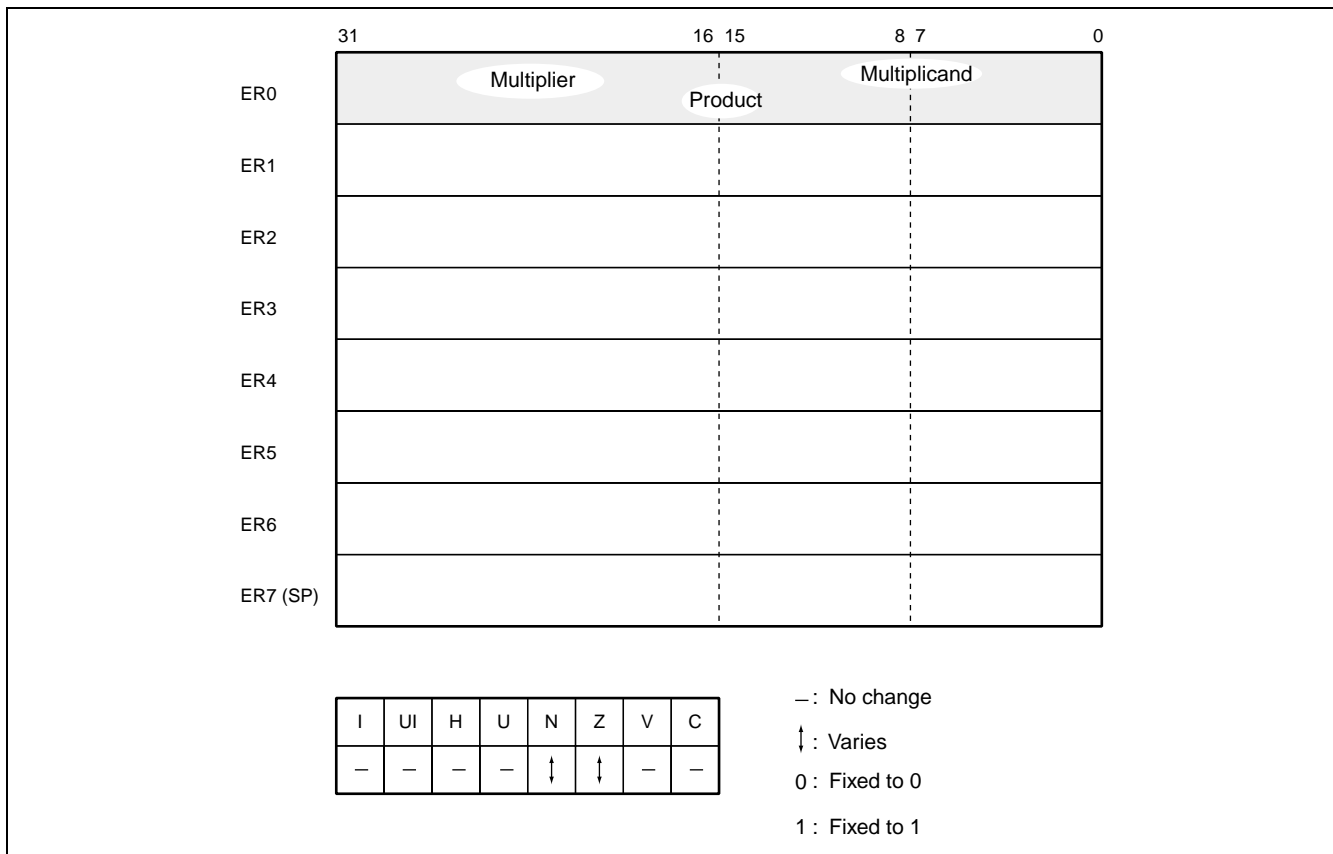 31 16 15 8 7 0
ER0 Multiplier Product Multiplicand
ER1
ER2
ER3
ER4
ER5
ER6
ER7 (SP)
I UI H U N Z V C
— — — — ↕ ↕ — —
—: No change
↕ : Varies
0 : Fixed to 0
1 : Fixed to 1